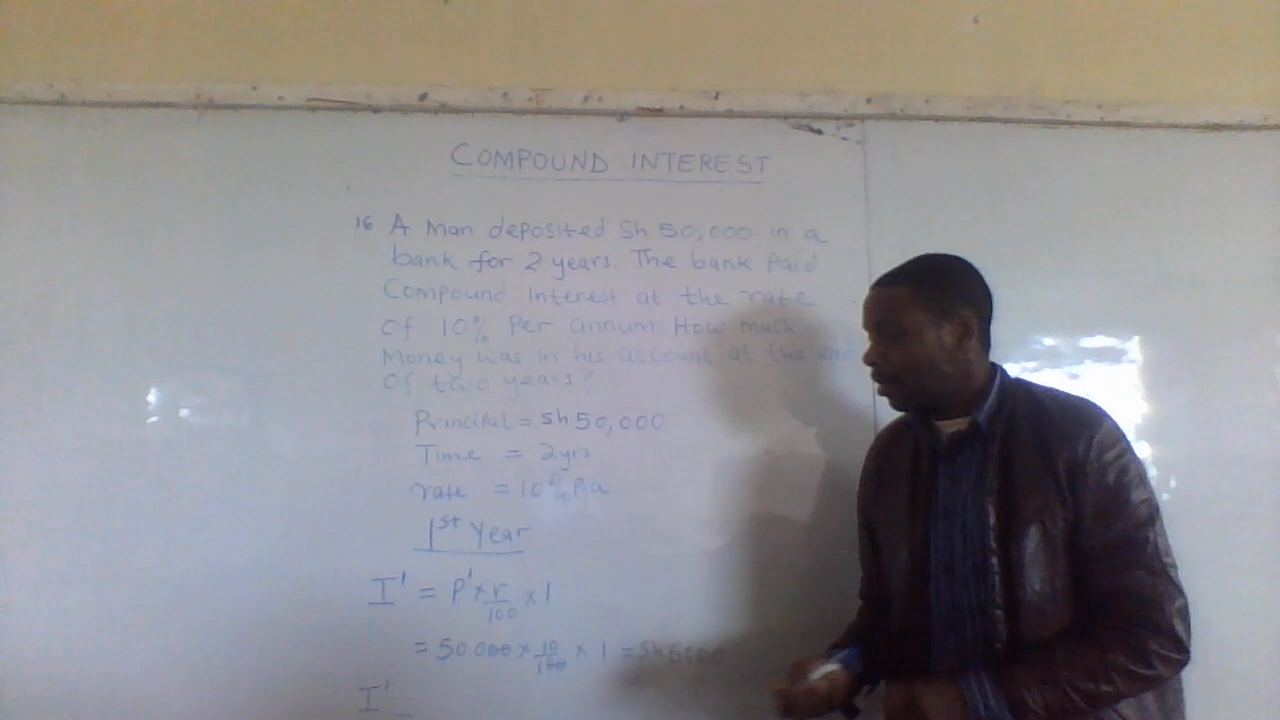 COMPOUND INTEREST
16 A Man deposited Sh 50,000 in a
bank for 2 years. The bank Paid
Compound Interest at the rate
Of 10% Per annum How much
Money was in his account at the end
Of two years?
Principal = Sh 50,000
Time = 2yrs
rate = 10% P.a
1st Year
I' = P' × r/100 × 1
= 50 000 × 10/100 × 1 = Sh 5000
I'